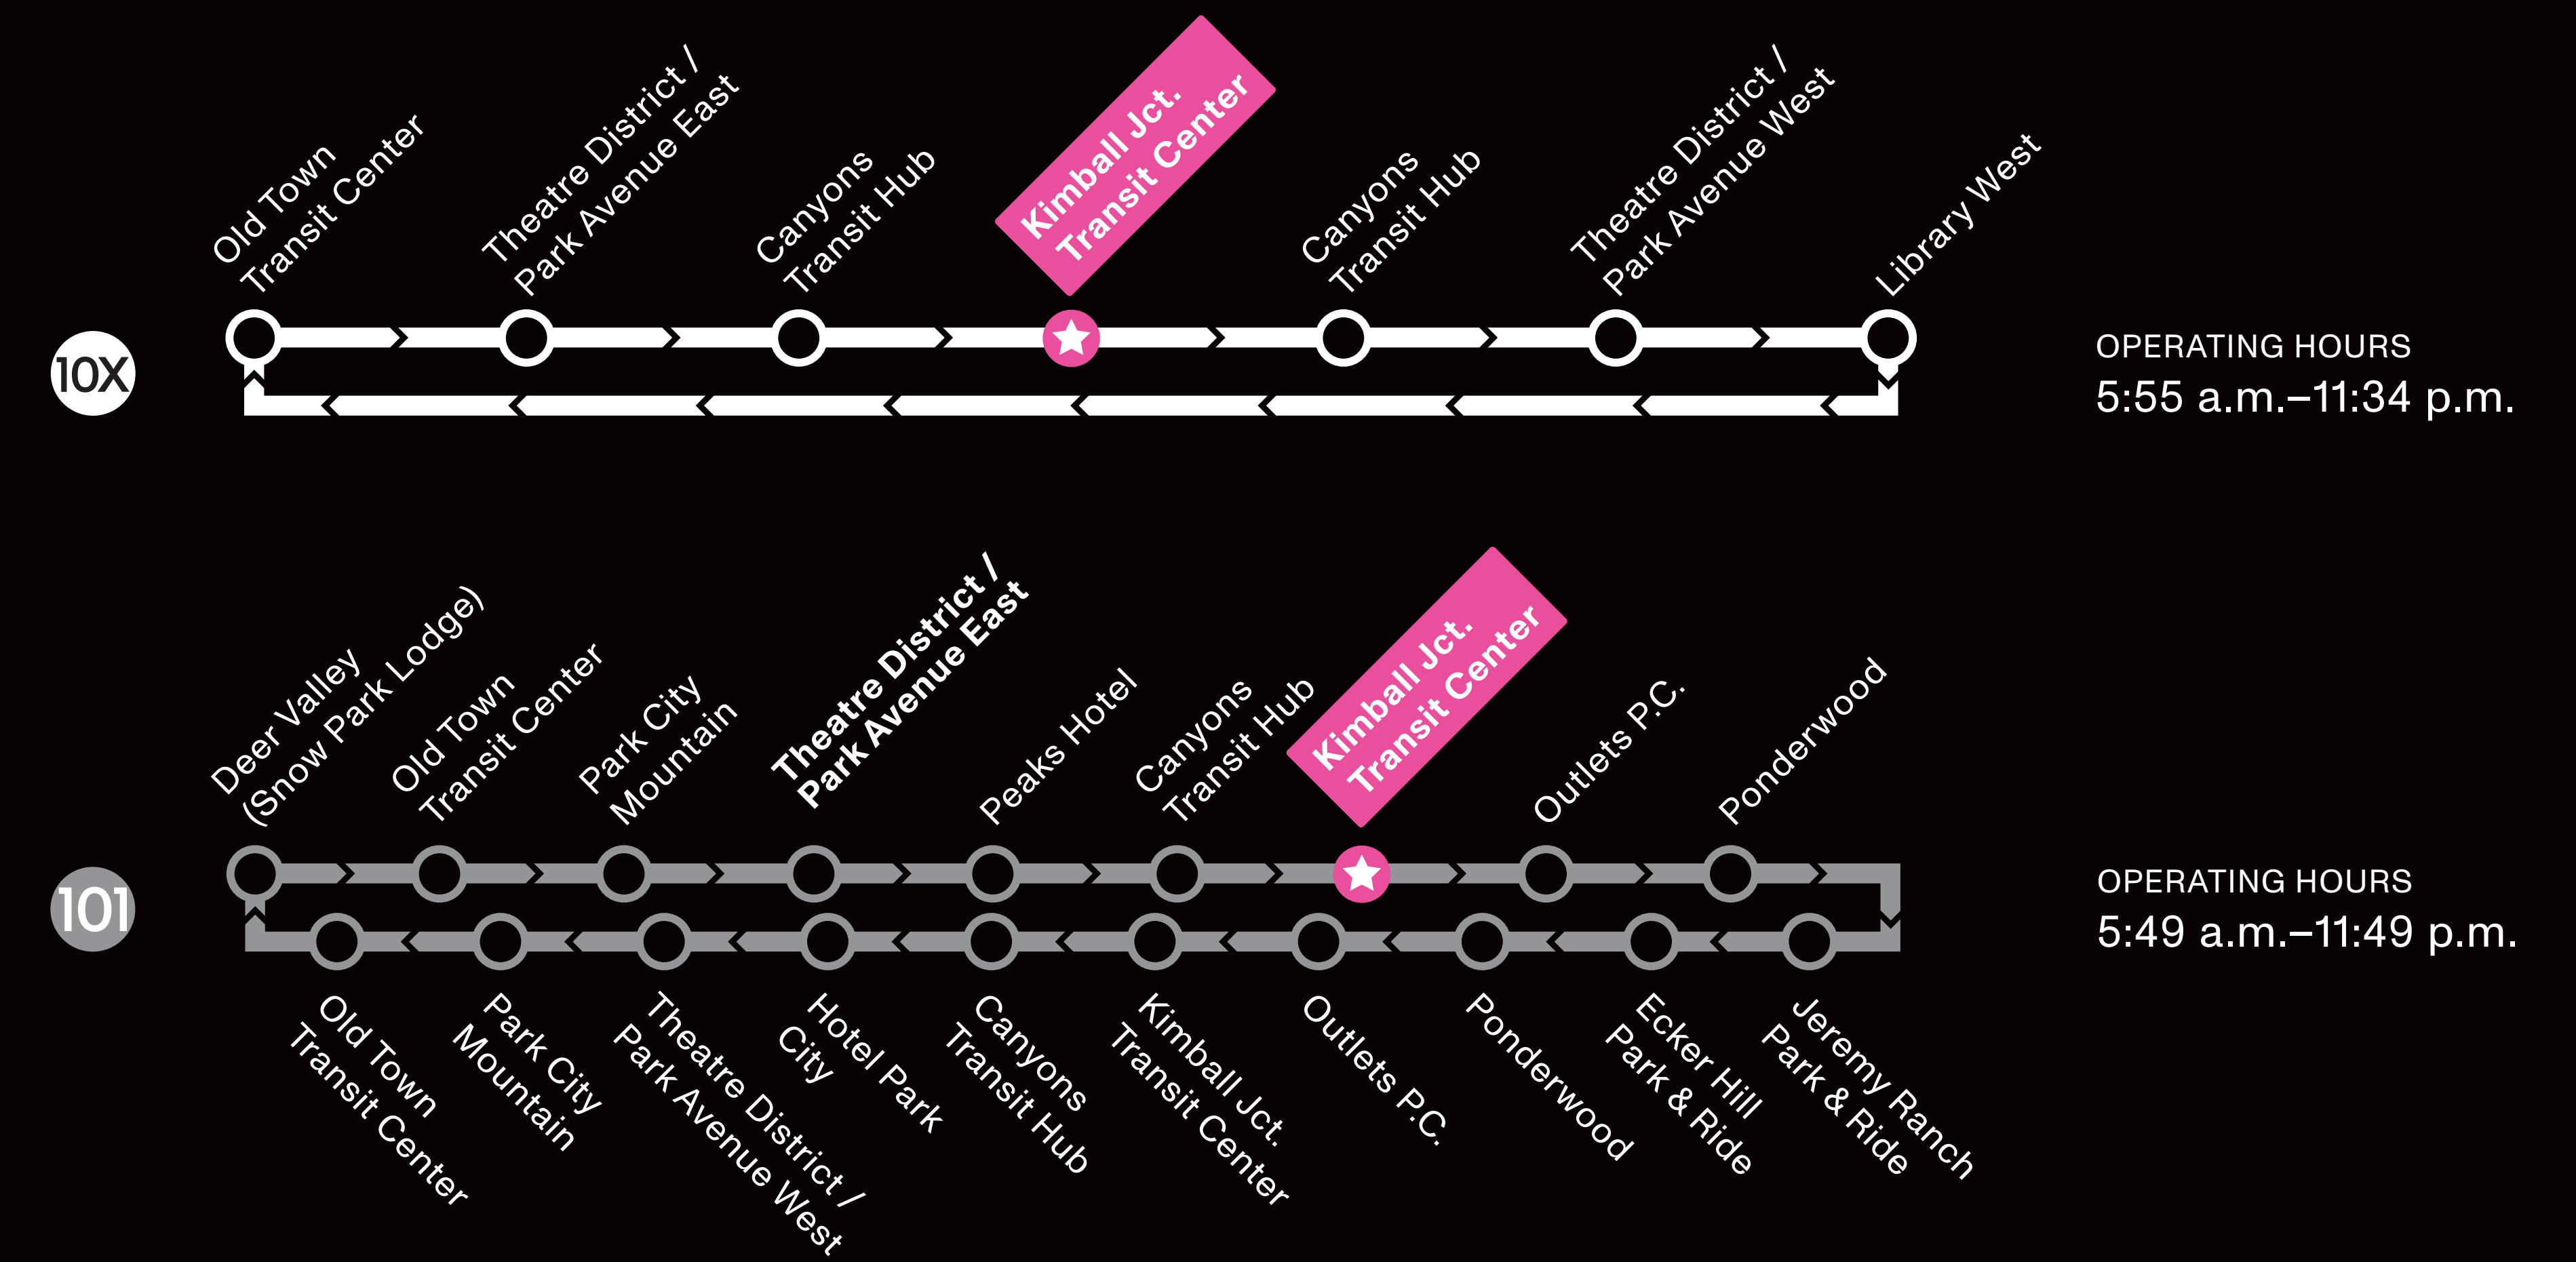 Old Town
Transit Center
Theatre District /
Park Avenue East
Canyons
Transit Hub
Kimball Jct.
Transit Center
Canyons
Transit Hub
Theatre District /
Park Avenue West
Library West
10X
OPERATING HOURS
5:55 a.m.–11:34 p.m.
Deer Valley
(Snow Park Lodge)
Old Town
Transit Center
Park City
Mountain
Theatre District /
Park Avenue East
Peaks Hotel
Canyons
Transit Hub
Kimball Jct.
Transit Center
Outlets P.C.
Ponderwood
101
OPERATING HOURS
5:49 a.m.–11:49 p.m.
Old Town
Transit Center
Park City
Mountain
Theatre District /
Park Avenue West
Hotel Park
City
Canyons
Transit Hub
Kimball Jct.
Transit Center
Outlets P.C.
Ponderwood
Ecker Hill
Park & Ride
Jeremy Ranch
Park & Ride